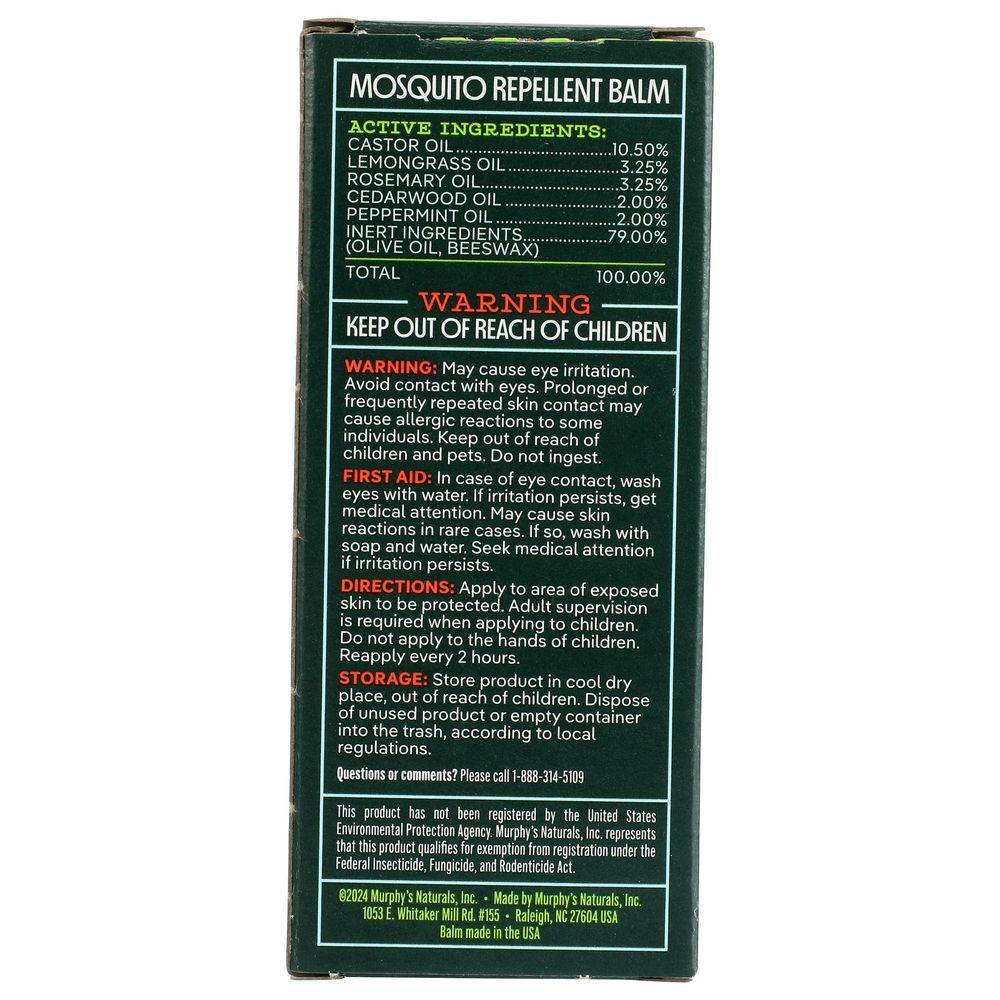 MOSQUITO REPELLENT BALM
ACTIVE INGREDIENTS:
CASTOR OIL..............................10.50%
LEMONGRASS OIL......................3.25%
ROSEMARY OIL...........................3.25%
CEDARWOOD OIL ......................2.00%
PEPPERMINT OIL .......................2.00%
INERT INGREDIENTS................79.00%
(OLIVE OIL, BEESWAX)
TOTAL 100.00%
WARNING
KEEP OUT OF REACH OF CHILDREN
WARNING: May cause eye irritation.
Avoid contact with eyes. Prolonged or
frequently repeated skin contact may
cause allergic reactions to some
individuals. Keep out of reach of
children and pets. Do not ingest.
FIRST AID: In case of eye contact, wash
eyes with water. If irritation persists, get
medical attention. May cause skin
reactions in rare cases. If so, wash with
soap and water. Seek medical attention
if irritation persists.
DIRECTIONS: Apply to area of exposed
skin to be protected. Adult supervision
is required when applying to children.
Do not apply to the hands of children.
Reapply every 2 hours.
STORAGE: Store product in cool dry
place, out of reach of children. Dispose
of unused product or empty container
into the trash, according to local
regulations.
Questions or comments? Please call 1-888-314-5109
This product has not been registered by the United States
Environmental Protection Agency. Murphy's Naturals, Inc. represents
that this product qualifies for exemption from registration under the
Federal Insecticide, Fungicide, and Rodenticide Act.
©2024 Murphy's Naturals, Inc. • Made by Murphy's Naturals, Inc.
1053 E. Whitaker Mill Rd. #155 • Raleigh, NC 27604 USA
Balm made in the USA